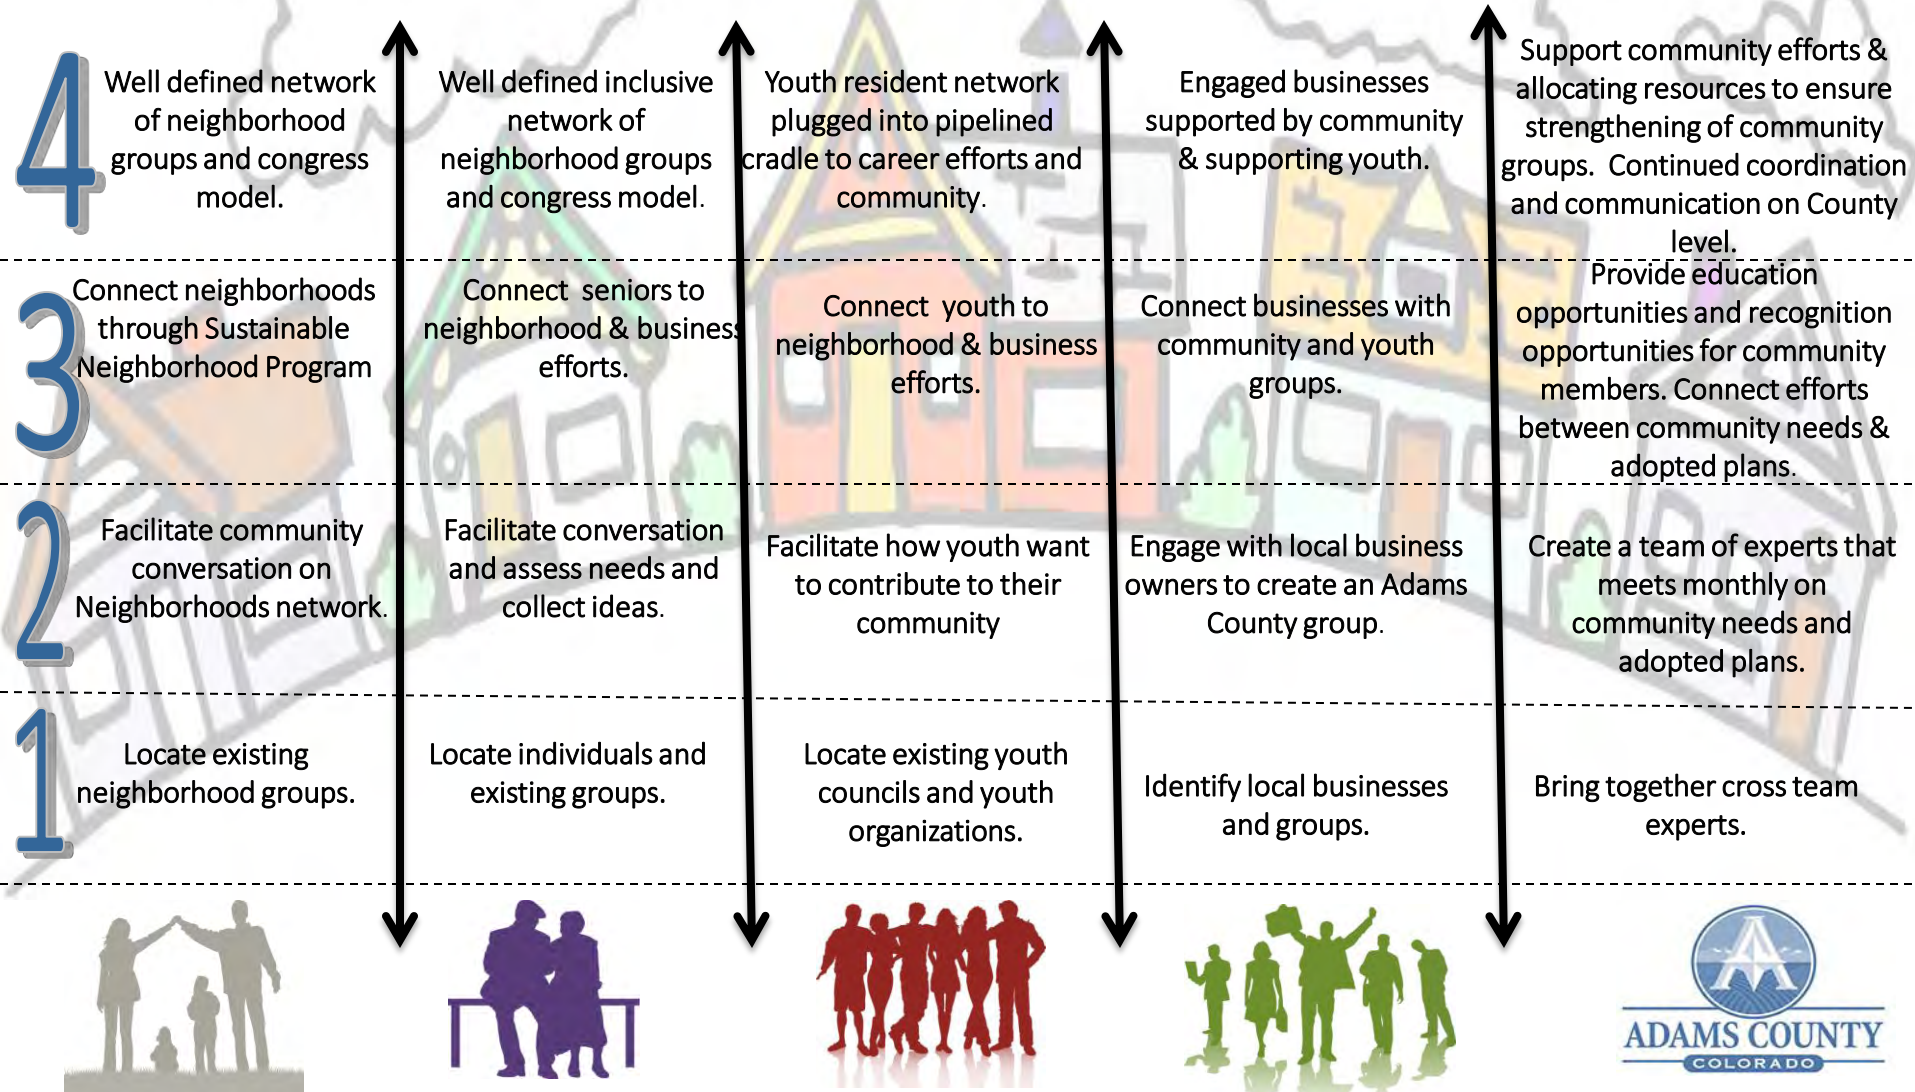 4
Well defined network
of neighborhood
groups and congress
model.
Well defined inclusive
network of
neighborhood groups
and congress model.
Youth resident network
plugged into pipelined
cradle to career efforts and
community.
Engaged businesses
supported by community
& supporting youth.
Support community efforts &
allocating resources to ensure
strengthening of community
groups.  Continued coordination
and communication on County
level.
3
Connect neighborhoods
through Sustainable
Neighborhood Program
Connect  seniors to
neighborhood & business
efforts.
Connect  youth to
neighborhood & business
efforts.
Connect businesses with
community and youth
groups.
Provide education
opportunities and recognition
opportunities for community
members. Connect efforts
between community needs &
adopted plans.
2
Facilitate community
conversation on
Neighborhoods network.
Facilitate conversation
and assess needs and
collect ideas.
Facilitate how youth want
to contribute to their
community
Engage with local business
owners to create an Adams
County group.
Create a team of experts that
meets monthly on
community needs and
adopted plans.
1
Locate existing
neighborhood groups.
Locate individuals and
existing groups.
Locate existing youth
councils and youth
organizations.
Identify local businesses
and groups.
Bring together cross team
experts.
ADAMS COUNTY
COLORADO